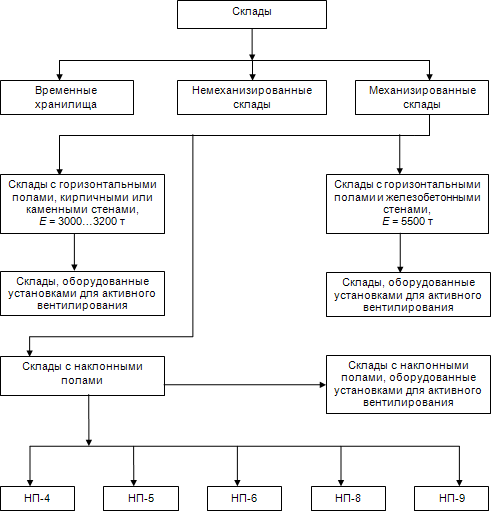 Склады
Временные
хранилища
Немеханизированные
склады
Механизированные
склады
Склады с горизонтальными
полами, кирпичными или
каменными стенами,
E = 3000...3200 т
Склады с горизонтальными
полами и железобетонными
стенами,
E = 5500 т
Склады, оборудованные
установками для активного
вентилирования
Склады, оборудованные
установками для активного
вентилирования
Склады с наклонными
полами
Склады с наклонными
полами, оборудованные
установками для активного
вентилирования
НП-4
НП-5
НП-6
НП-8
НП-9